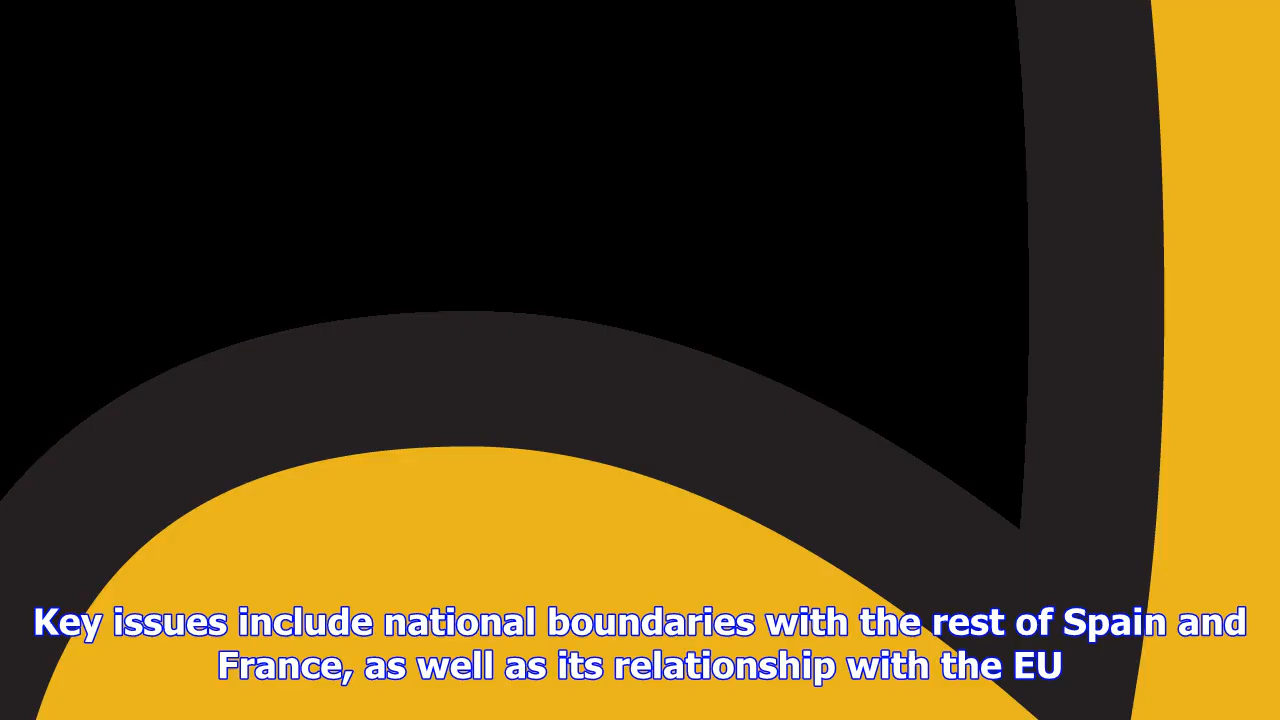 Key issues include national boundaries with the rest of Spain and
France, as well as its relationship with the EU